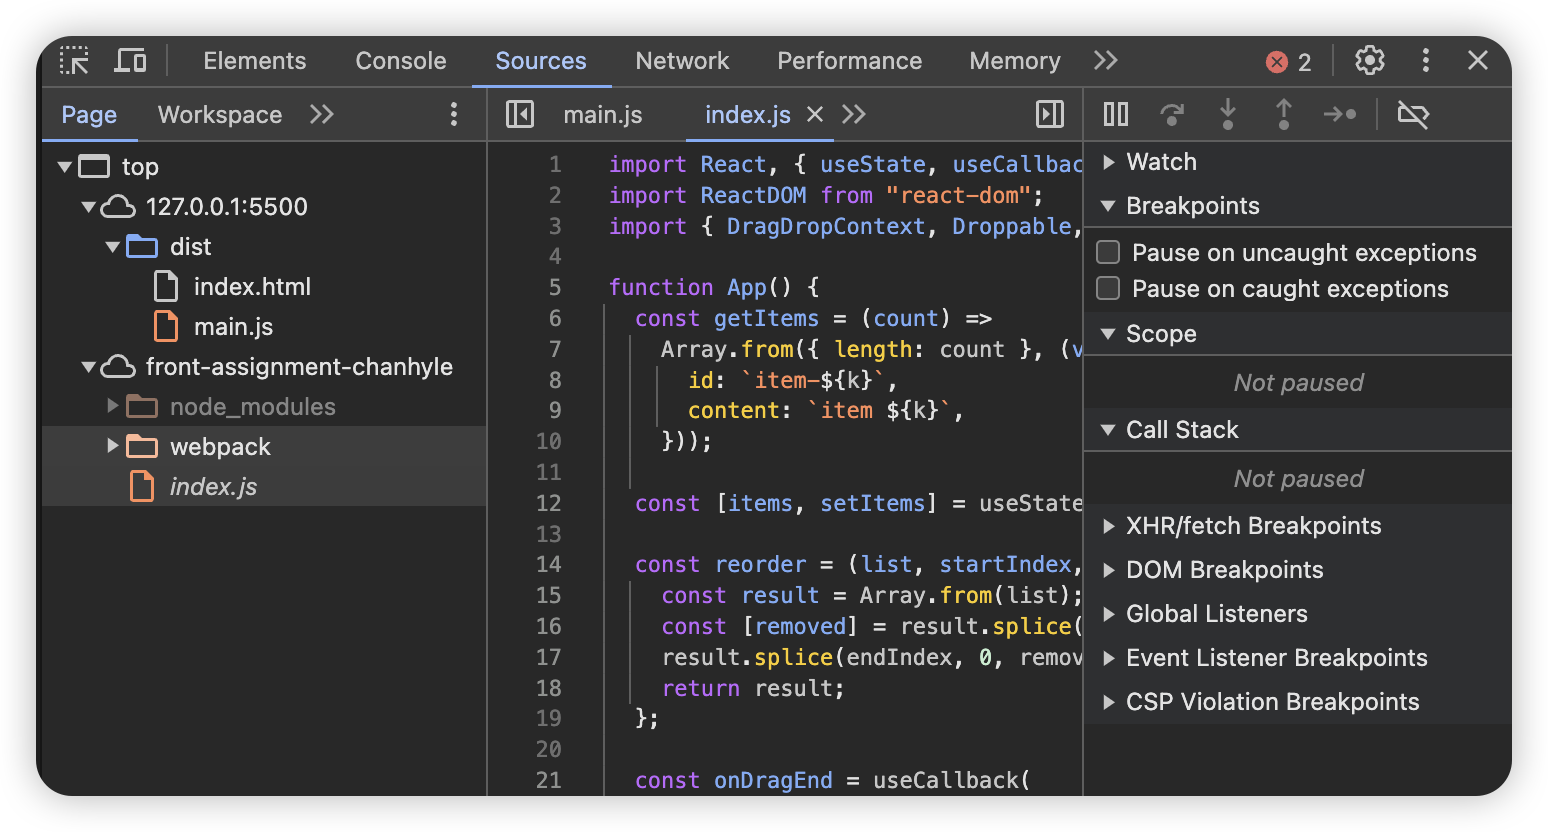 Elements Console Sources Network Performance Memory 2
Page Workspace
top
127.0.0.1:5500
dist
index.html
main.js
front-assignment-chanhyle
node_modules
webpack
index.js
main.js index.js
1 import React, { useState, useCallbac
2 import ReactDOM from "react-dom";
3 import { DragDropContext, Droppable,
4
5 function App() {
6 const getItems = (count) =>
7 Array.from({ length: count }, (v
8 id: `item-${k}`,
9 content: `item ${k}`,
10 }));
11
12 const [items, setItems] = useState
13
14 const reorder = (list, startIndex,
15 const result = Array.from(list);
16 const [removed] = result.splice(
17 result.splice(endIndex, 0, remov
18 return result;
19 };
20
21 const onDragEnd = useCallback(
Watch
Breakpoints
Pause on uncaught exceptions
Pause on caught exceptions
Scope
Not paused
Call Stack
Not paused
XHR/fetch Breakpoints
DOM Breakpoints
Global Listeners
Event Listener Breakpoints
CSP Violation Breakpoints